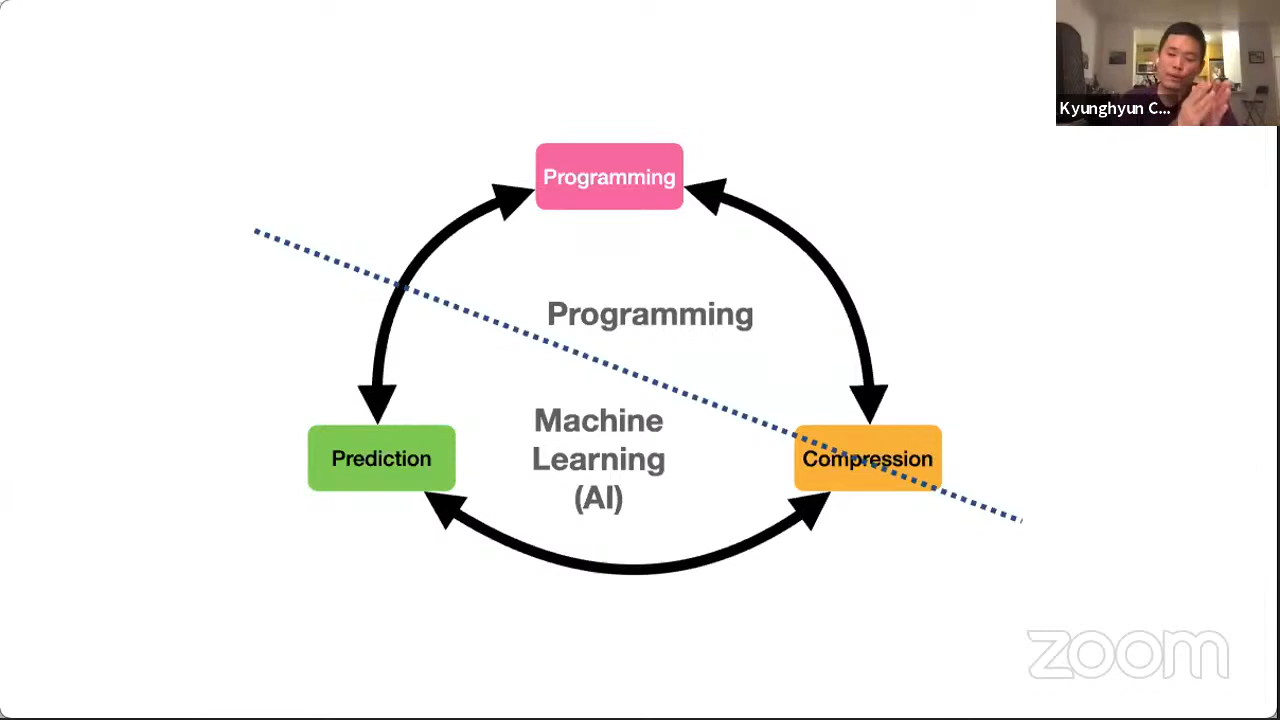 Kyunghyun C...
Programming
Programming
Machine
Learning
(AI)
Prediction
Compression
zoom